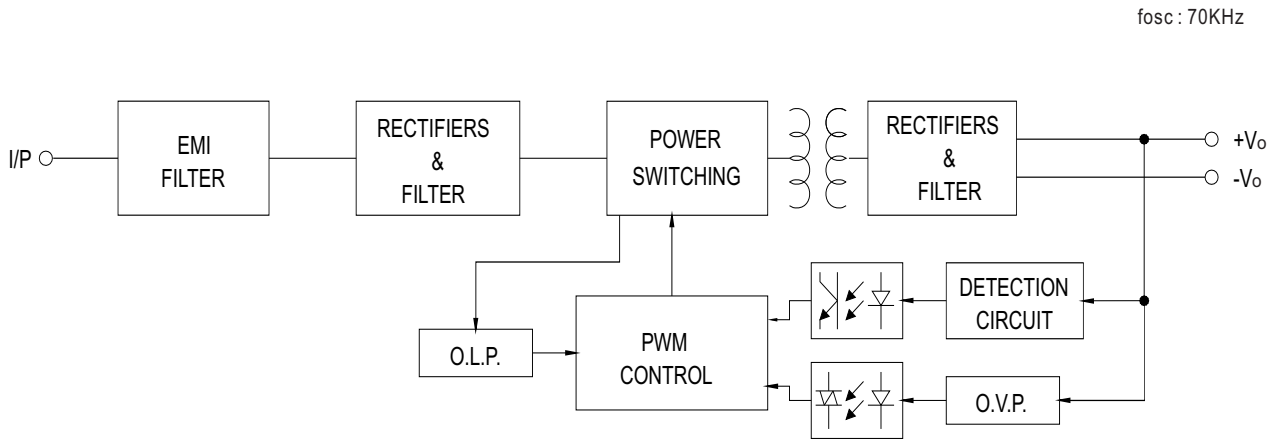 fosc : 70KHz
I/P
EMI
FILTER
RECTIFIERS
&
FILTER
POWER
SWITCHING
RECTIFIERS
&
FILTER
+Vo
-Vo
DETECTION
CIRCUIT
O.L.P.
PWM
CONTROL
O.V.P.